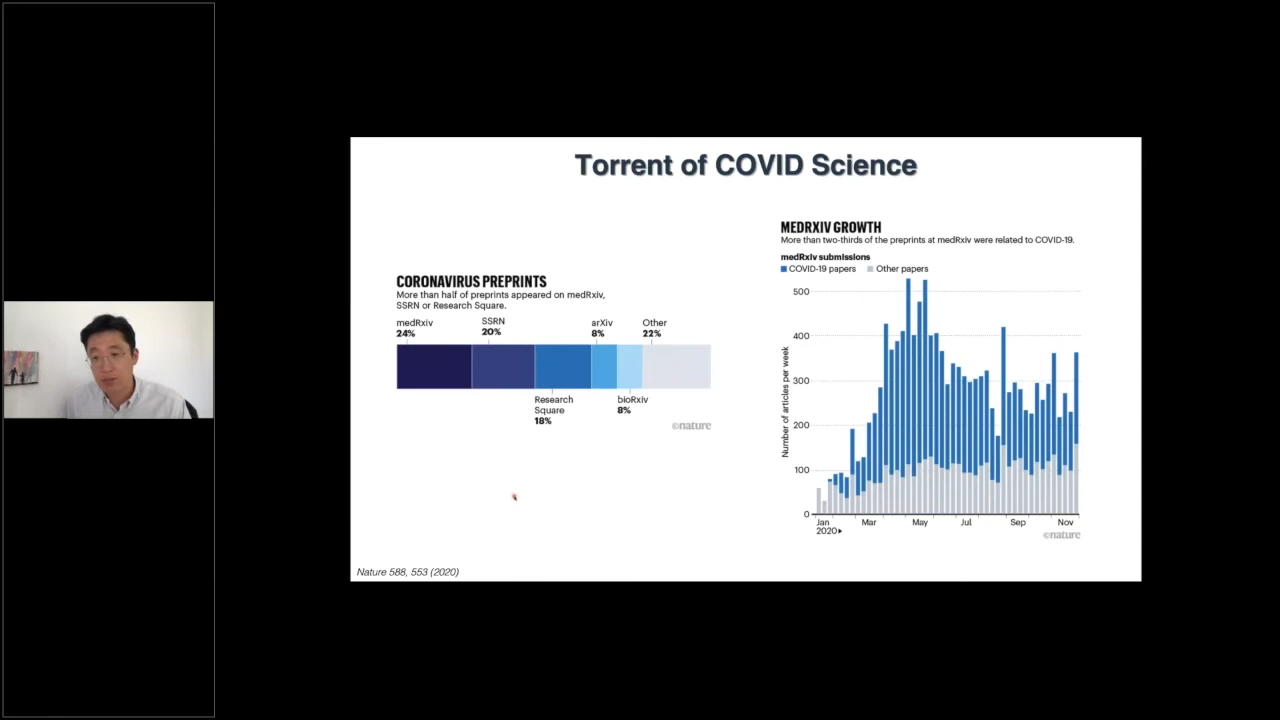 Torrent of COVID Science
CORONAVIRUS PREPRINTS
More than half of preprints appeared on medRxiv,
SSRN or Research Square.
medRxiv
24%
SSRN
20%
arXiv
8%
Other
22%
Research
Square
18%
bioRxiv
8%
©nature
MEDRXIV GROWTH
More than two-thirds of the preprints at medRxiv were related to COVID-19.
medRxiv submissions
COVID-19 papers Other papers
Number of articles per week
500
400
300
200
100
0
Jan Mar May Jul Sep Nov
2020
©nature
Nature 588, 553 (2020)